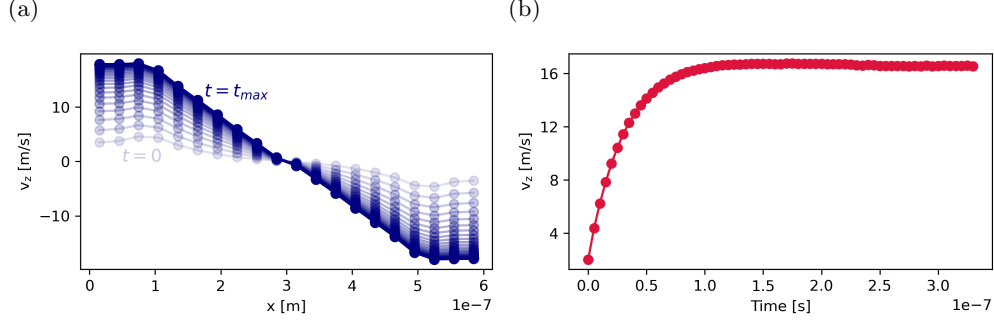 (a)
(b)
v_z [m/s]
10
0
−10
t = t_max
t = 0
0 1 2 3 4 5 6
1e−7
x [m]
v_z [m/s]
16
12
8
4
0.0 0.5 1.0 1.5 2.0 2.5 3.0
1e−7
Time [s]